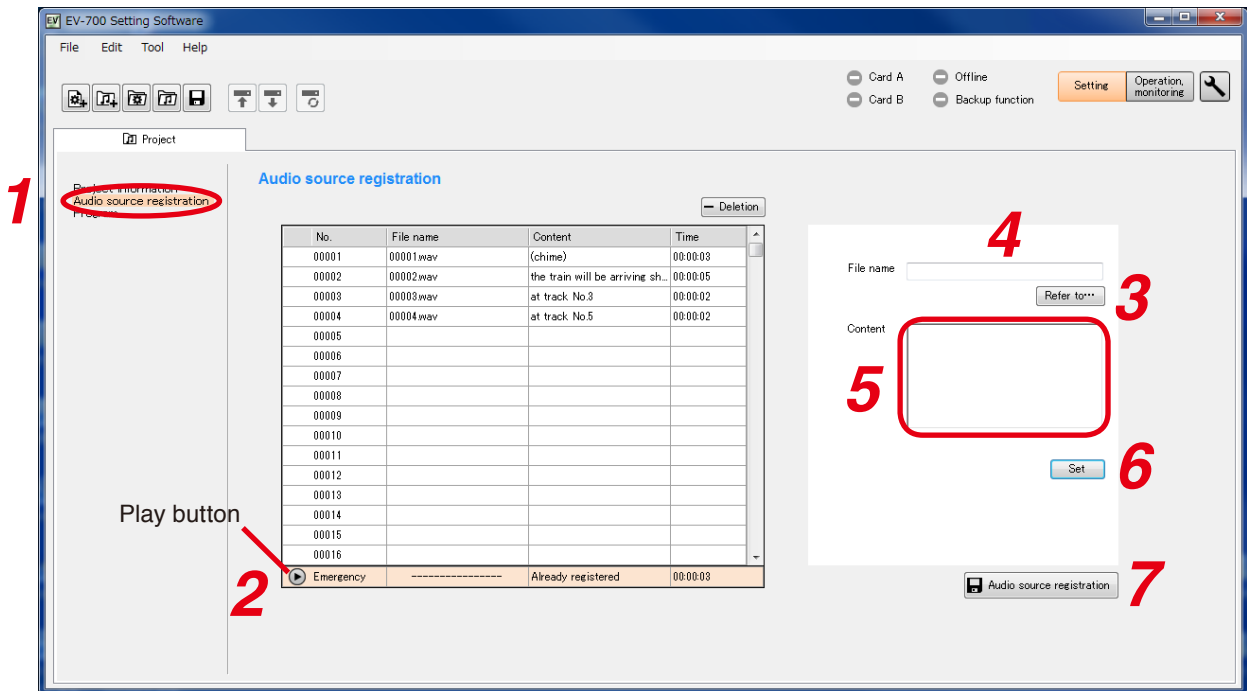 EV EV-700 Setting Software
File Edit Tool Help
Card A Offline
Card B Backup function
Setting
Operation,
monitoring
Project
1
Project information
Audio source registration
Program
Audio source registration
Deletion
No. File name Content Time
00001 00001.wav (chime) 00:00:03
00002 00002.wav the train will be arriving sh... 00:00:05
00003 00003.wav at track No.3 00:00:02
00004 00004.wav at track No.5 00:00:02
00005
00006
00007
00008
00009
00010
00011
00012
00013
00014
00015
00016
Emergency ---------------- Already registered 00:00:03
Play button
2
4
File name
Refer to...
3
Content
5
Set
6
Audio source registration
7